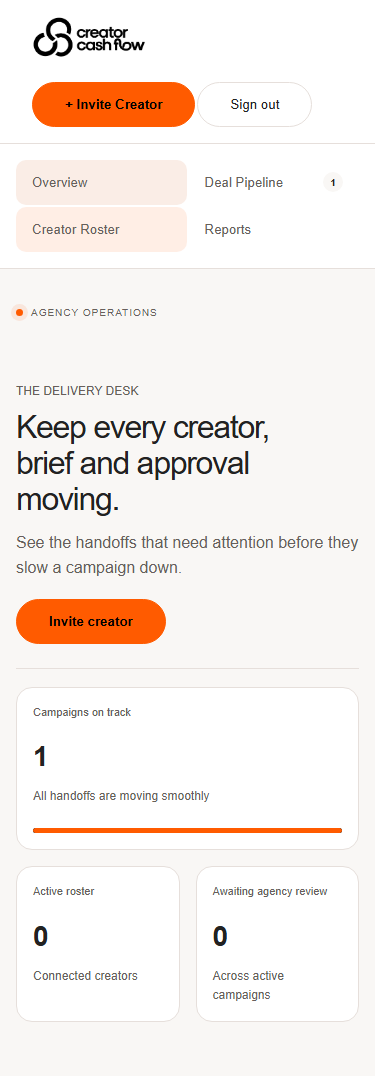 creator
cash flow
+ Invite Creator
Sign out
Overview
Deal Pipeline
1
Creator Roster
Reports
AGENCY OPERATIONS
THE DELIVERY DESK
Keep every creator,
brief and approval
moving.
See the handoffs that need attention before they
slow a campaign down.
Invite creator
Campaigns on track
1
All handoffs are moving smoothly
Active roster
0
Connected creators
Awaiting agency review
0
Across active
campaigns